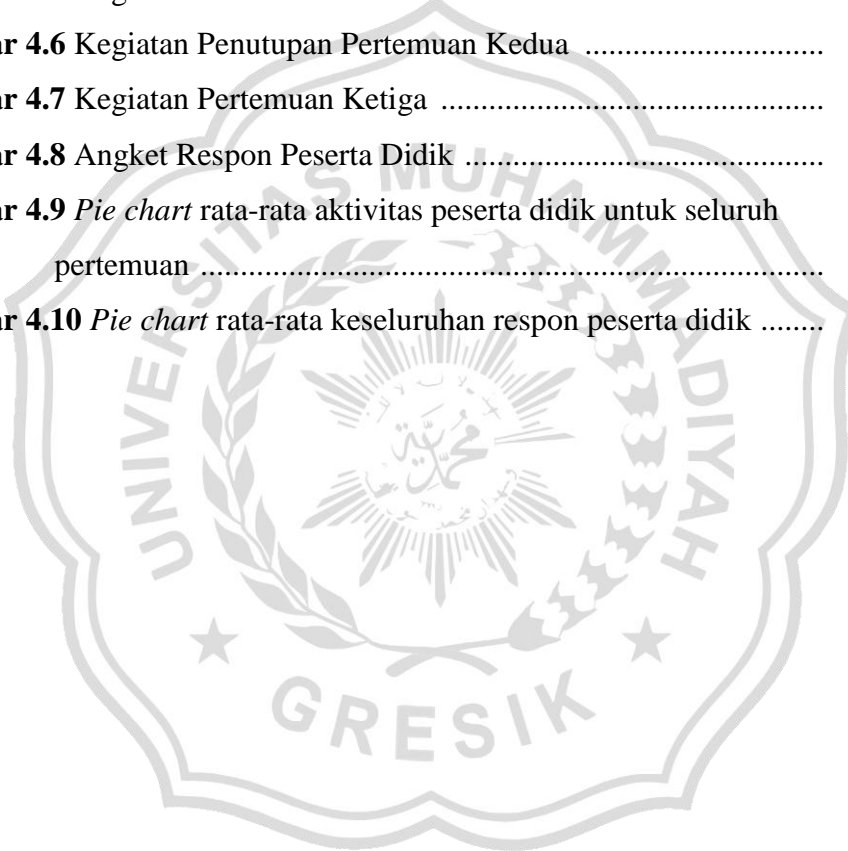 ar 4.6 Kegiatan Penutupan Pertemuan Kedua ..............................
ar 4.7 Kegiatan Pertemuan Ketiga ................................................
ar 4.8 Angket Respon Peserta Didik .............................................
ar 4.9 Pie chart rata-rata aktivitas peserta didik untuk seluruh
pertemuan ..............................................................................
ar 4.10 Pie chart rata-rata keseluruhan respon peserta didik ........
UNIVERSITAS MUHAMMADIYAH
GRESIK